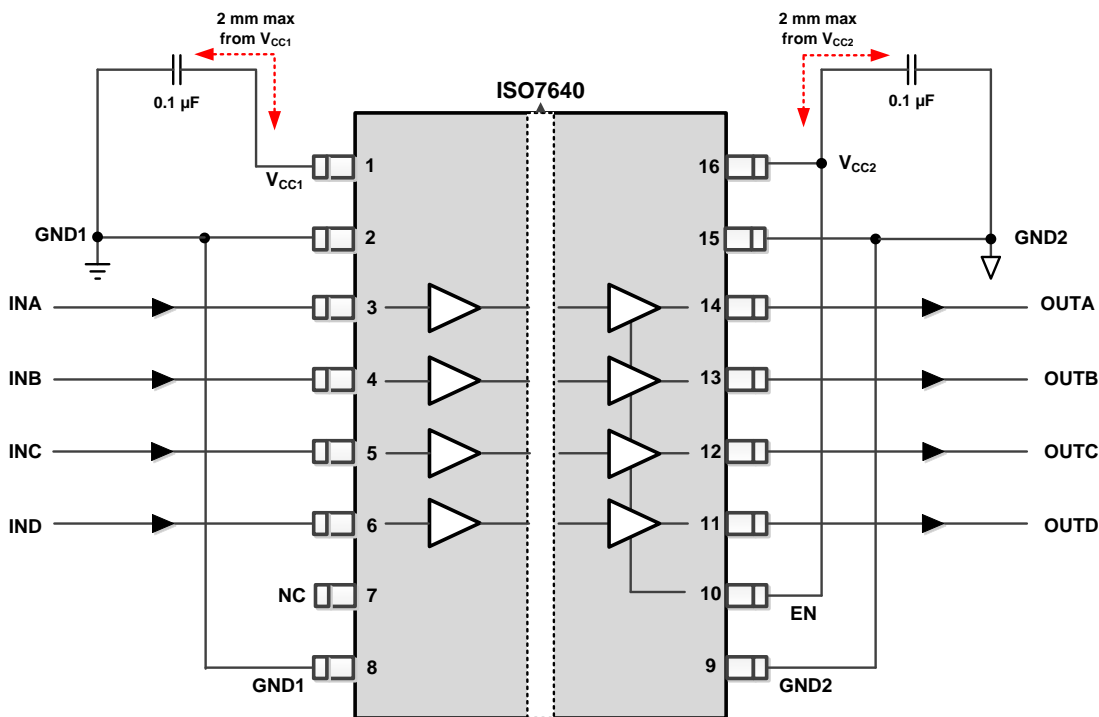 2 mm max
from VCC1
2 mm max
from VCC2
0.1 µF
0.1 µF
ISO7640
VCC1
1
16
VCC2
GND1
2
15
GND2
INA
3
14
OUTA
INB
4
13
OUTB
INC
5
12
OUTC
IND
6
11
OUTD
NC
7
10
EN
GND1
8
9
GND2